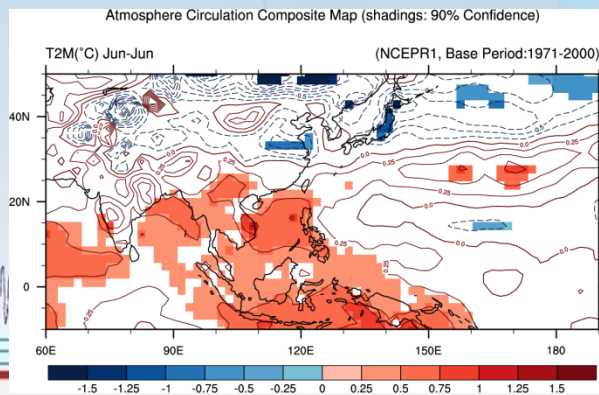 Atmosphere Circulation Composite Map (shadings: 90% Confidence)
T2M(°C) Jun-Jun (NCEPR1, Base Period:1971-2000)
40N
20N
0
60E 90E 120E 150E 180
-1.5 -1.25 -1 -0.75 -0.5 -0.25 0 0.25 0.5 0.75 1 1.25 1.5